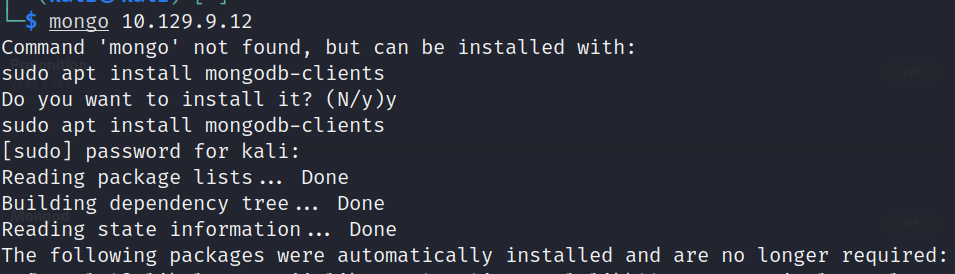 $ mongo 10.129.9.12
Command 'mongo' not found, but can be installed with:
sudo apt install mongodb-clients
Do you want to install it? (N/y)y
sudo apt install mongodb-clients
[sudo] password for kali:
Reading package lists... Done
Building dependency tree... Done
Reading state information... Done
The following packages were automatically installed and are no longer required: